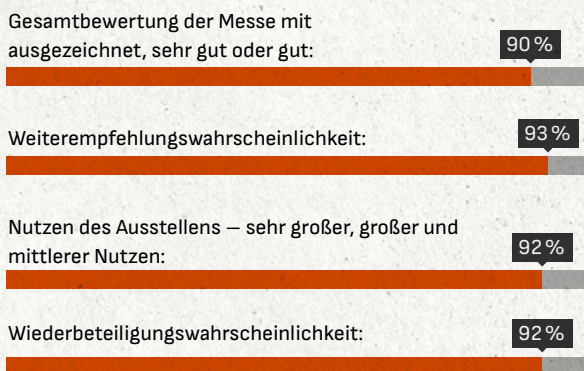 Gesamtbewertung der Messe mit
ausgezeichnet, sehr gut oder gut:
90 %
Weiterempfehlungswahrscheinlichkeit:
93 %
Nutzen des Ausstellens – sehr großer, großer und
mittlerer Nutzen:
92 %
Wiederbeteiligungswahrscheinlichkeit:
92 %